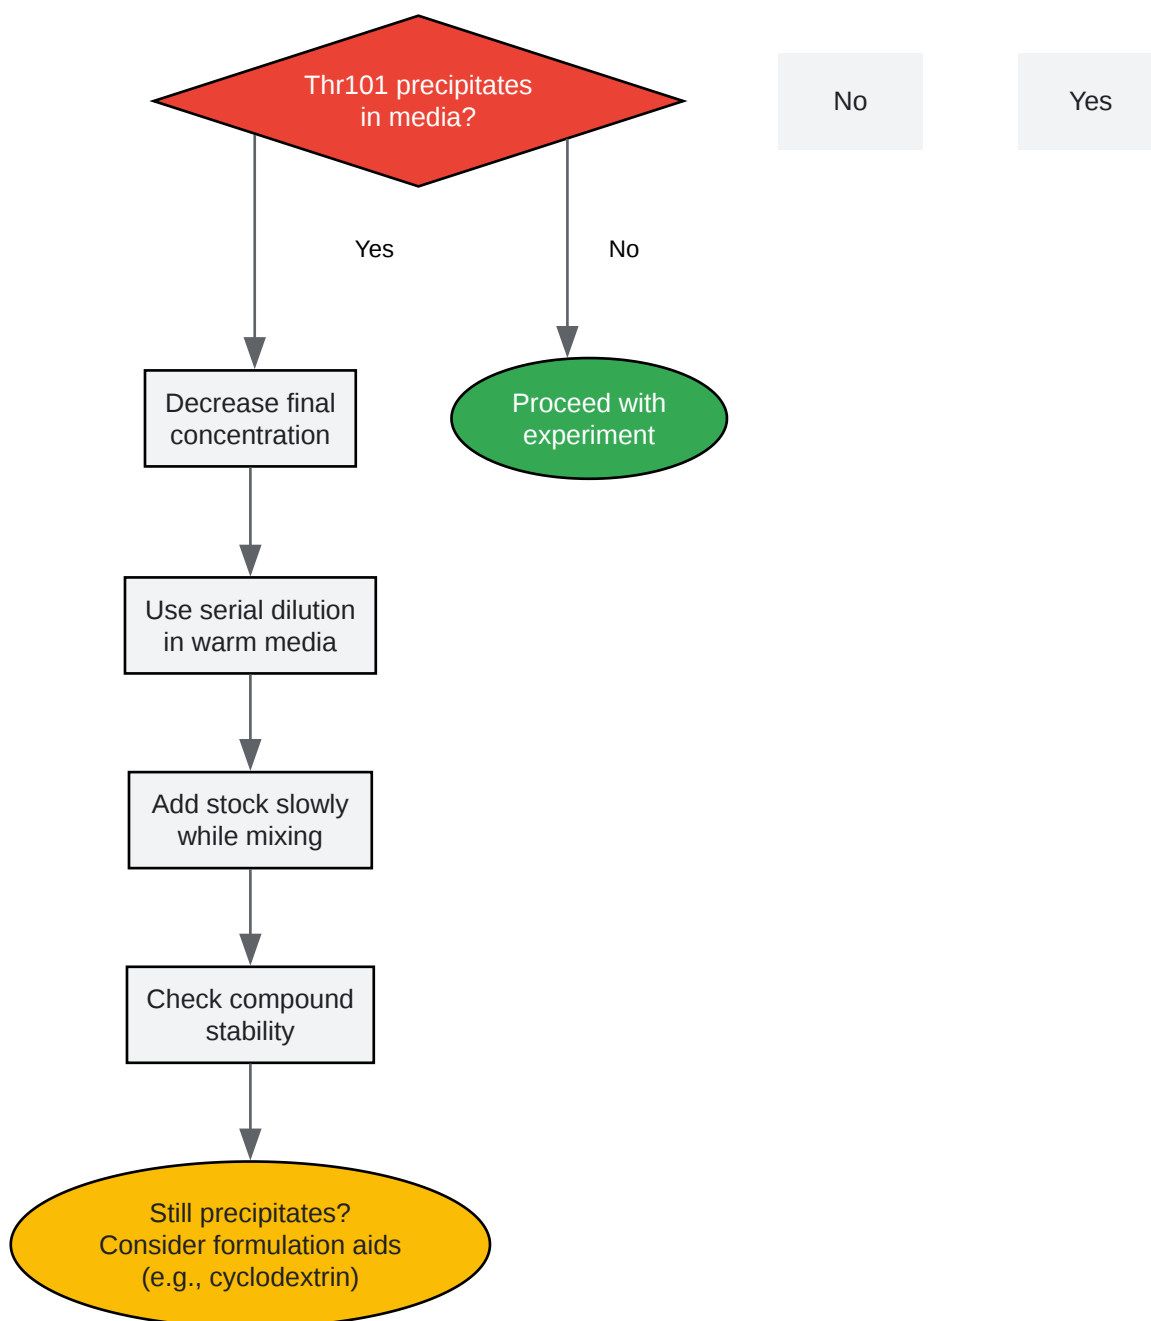 Thr101 precipitates
in media?
No
Yes
Yes
No
Decrease final
concentration
Proceed with
experiment
Use serial dilution
in warm media
Add stock slowly
while mixing
Check compound
stability
Still precipitates?
Consider formulation aids
(e.g., cyclodextrin)